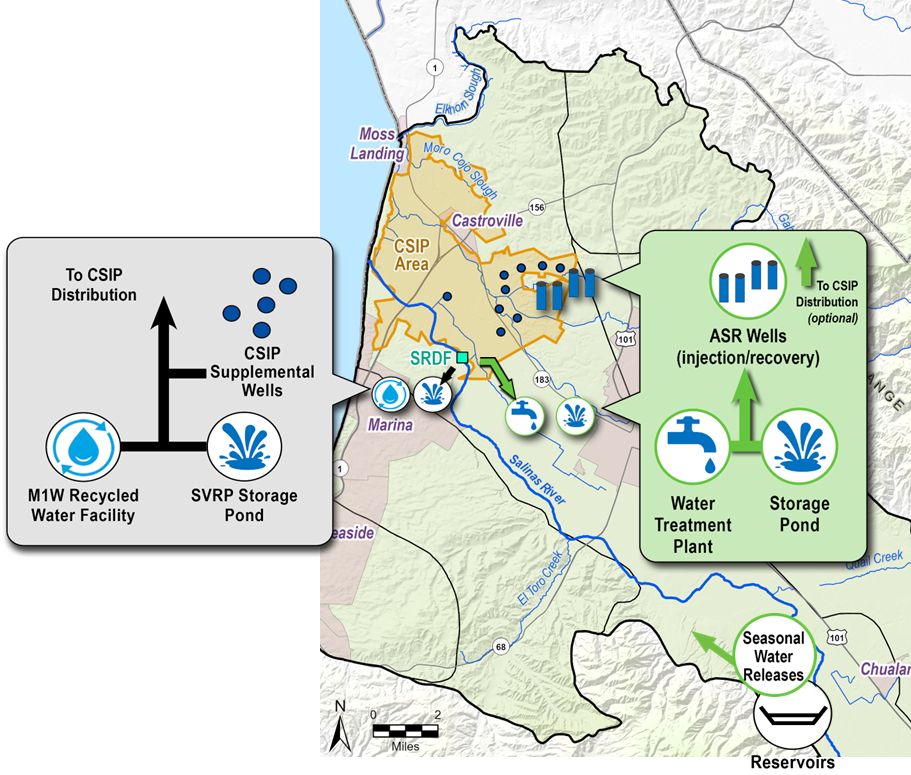 1
Elkhorn Slough
Moss
Landing
Moro Cojo Slough
156
Castroville
CSIP
Area
To CSIP
Distribution
CSIP
Supplemental
Wells
M1W Recycled
Water Facility
SVRP Storage
Pond
To CSIP
Distribution
(optional)
ASR Wells
(injection/recovery)
Water
Treatment
Plant
Storage
Pond
SRDF
101
183
Marina
1
Salinas River
El Toro Creek
Quail Creek
68
101
Seasonal
Water
Releases
Reservoirs
N
0
2
Miles